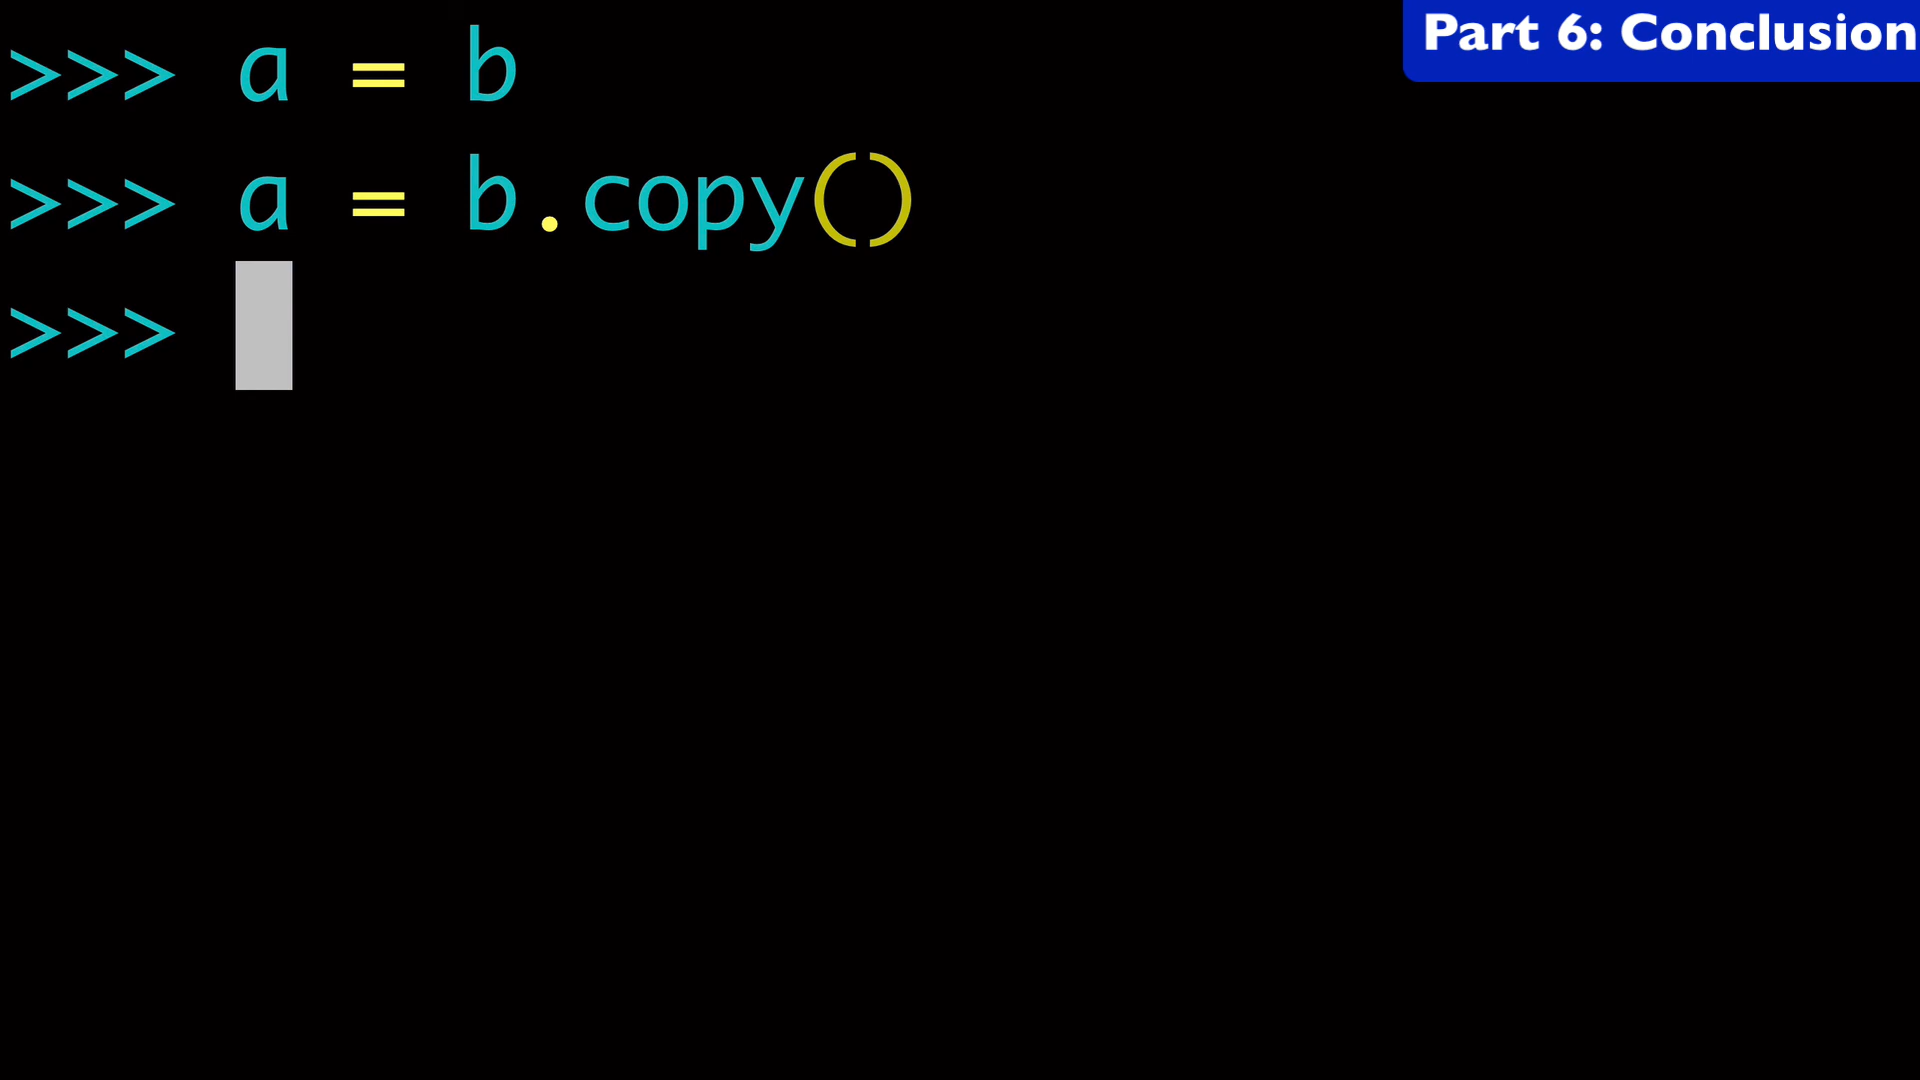 >>> a = b
Part 6: Conclusion
>>> a = b.copy()
>>>